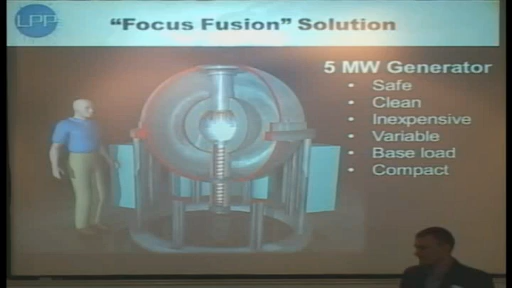 LPP
"Focus Fusion" Solution
5 MW Generator
• Safe
• Clean
• Inexpensive
• Variable
• Base load
• Compact